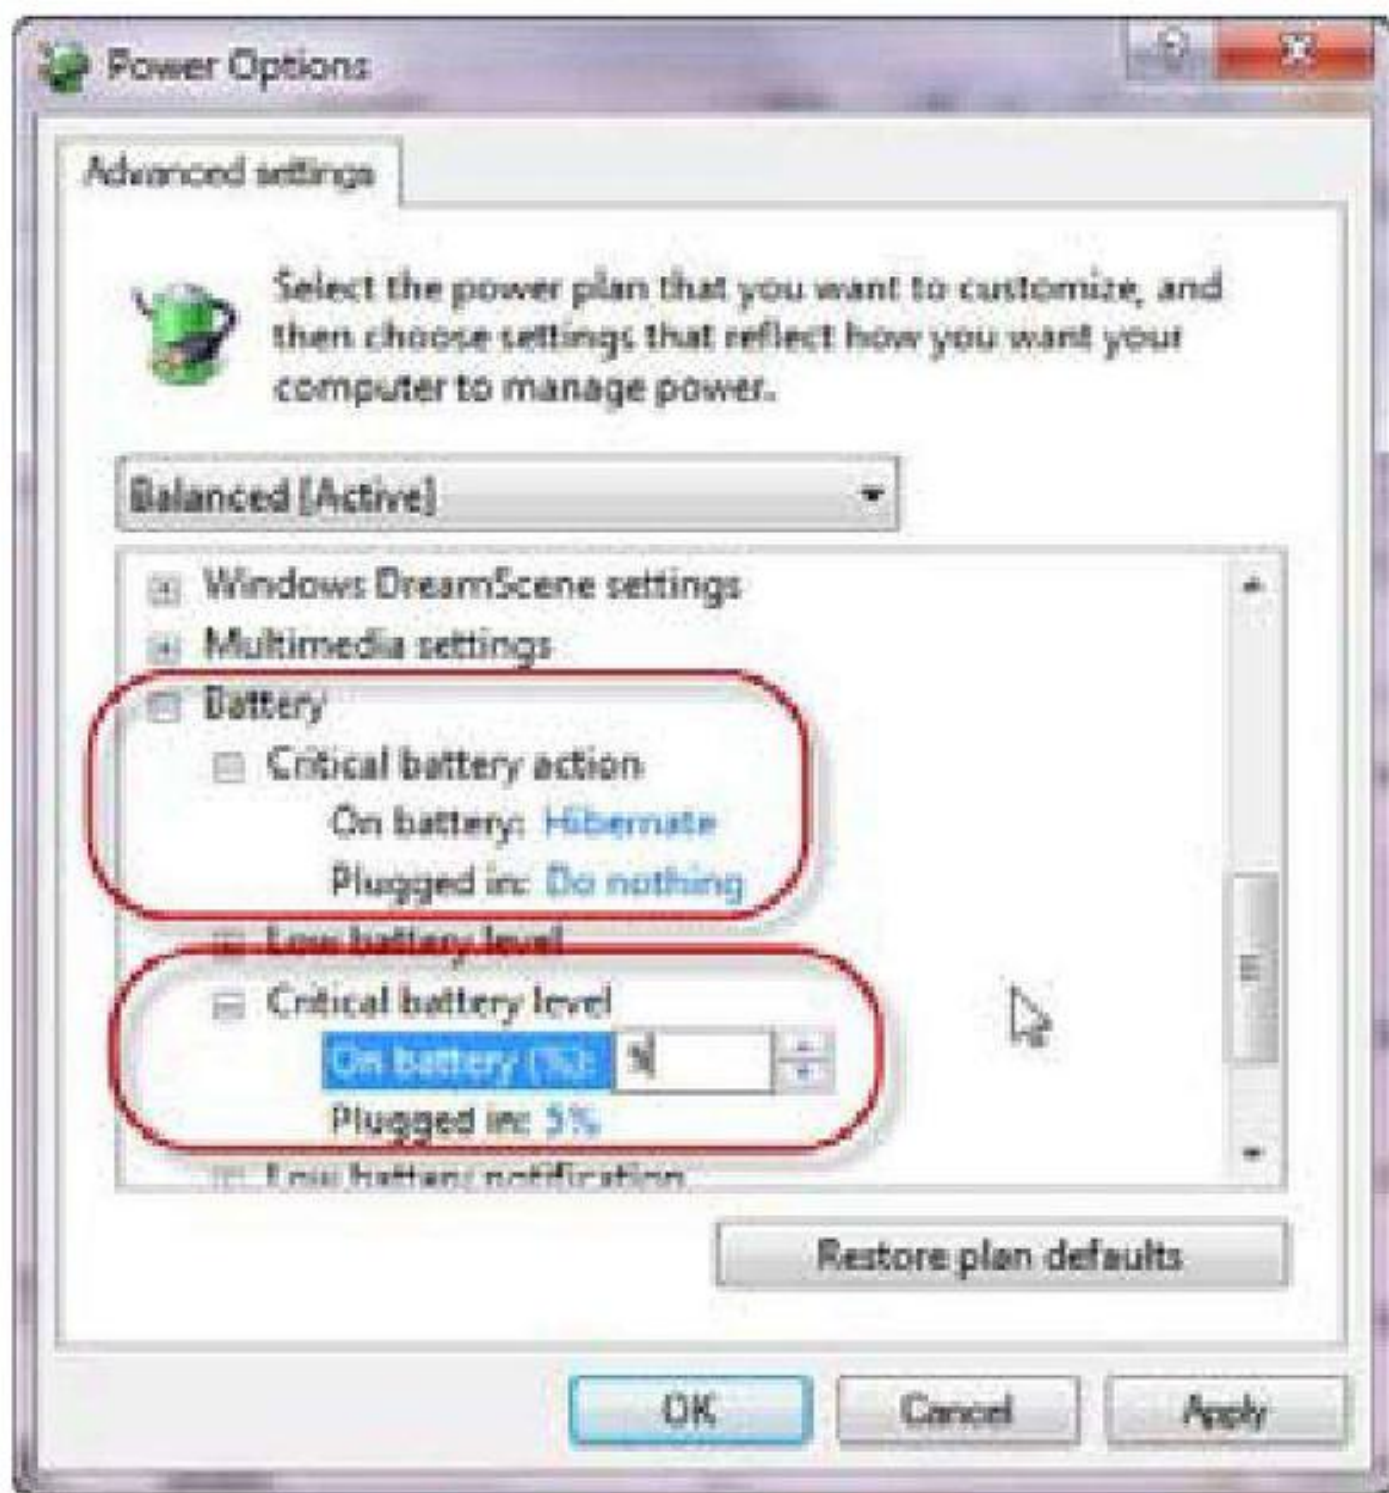 Power Options
Advanced settings
Select the power plan that you want to customize, and
then choose settings that reflect how you want your
computer to manage power.
Balanced [Active]
Windows DreamScene settings
Multimedia settings
Battery
Critical battery action
On battery: Hibernate
Plugged in: Do nothing
Low battery level
Critical battery level
On battery (%):
Plugged in: 5%
Low battery notification
Restore plan defaults
OK
Cancel
Apply